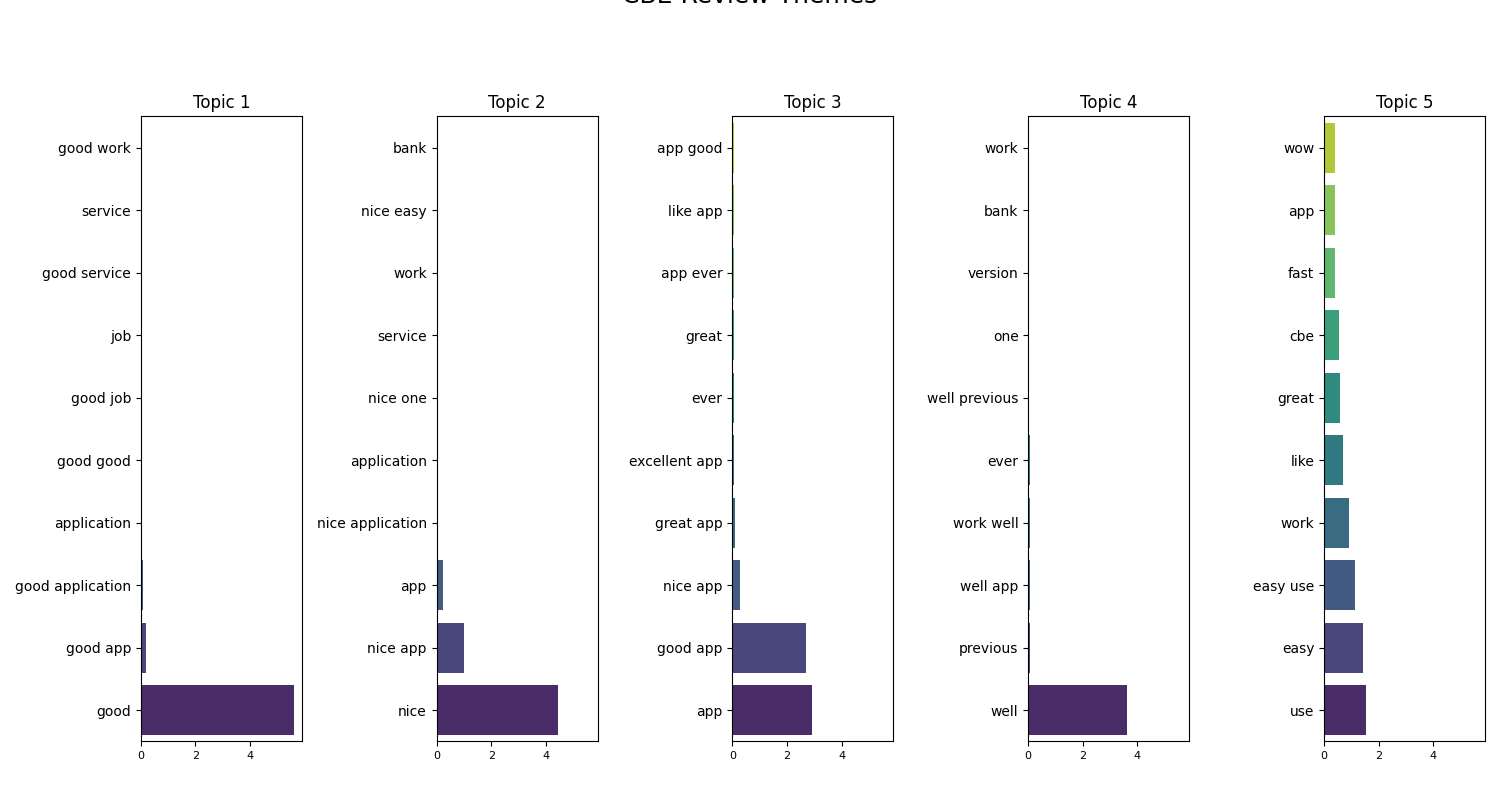 CBE Review Themes
Topic 1
good work
service
good service
job
good job
good good
application
good application
good app
good
0 2 4
Topic 2
bank
nice easy
work
service
nice one
application
nice application
app
nice app
nice
0 2 4
Topic 3
app good
like app
app ever
great
ever
excellent app
great app
nice app
good app
app
0 2 4
Topic 4
work
bank
version
one
well previous
ever
work well
well app
previous
well
0 2 4
Topic 5
wow
app
fast
cbe
great
like
work
easy use
easy
use
0 2 4